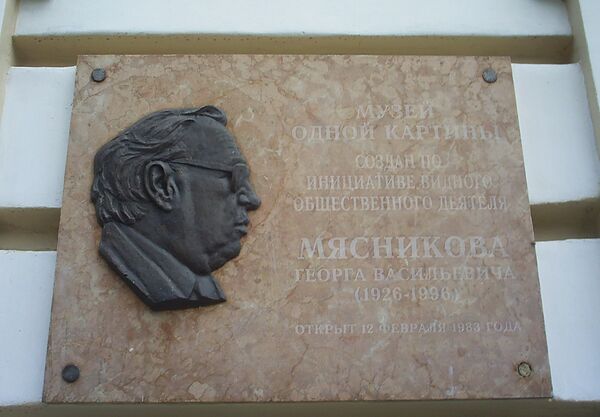 МУЗЕЙ
ОДНОЙ КАРТИНЫ
СОЗДАН ПО
ИНИЦИАТИВЕ ВИДНОГО
ОБЩЕСТВЕННОГО ДЕЯТЕЛЯ
МЯСНИКОВА
ГЕОРГА ВАСИЛЬЕВИЧА
(1926-1996)
ОТКРЫТ 12 ФЕВРАЛЯ 1983 ГОДА